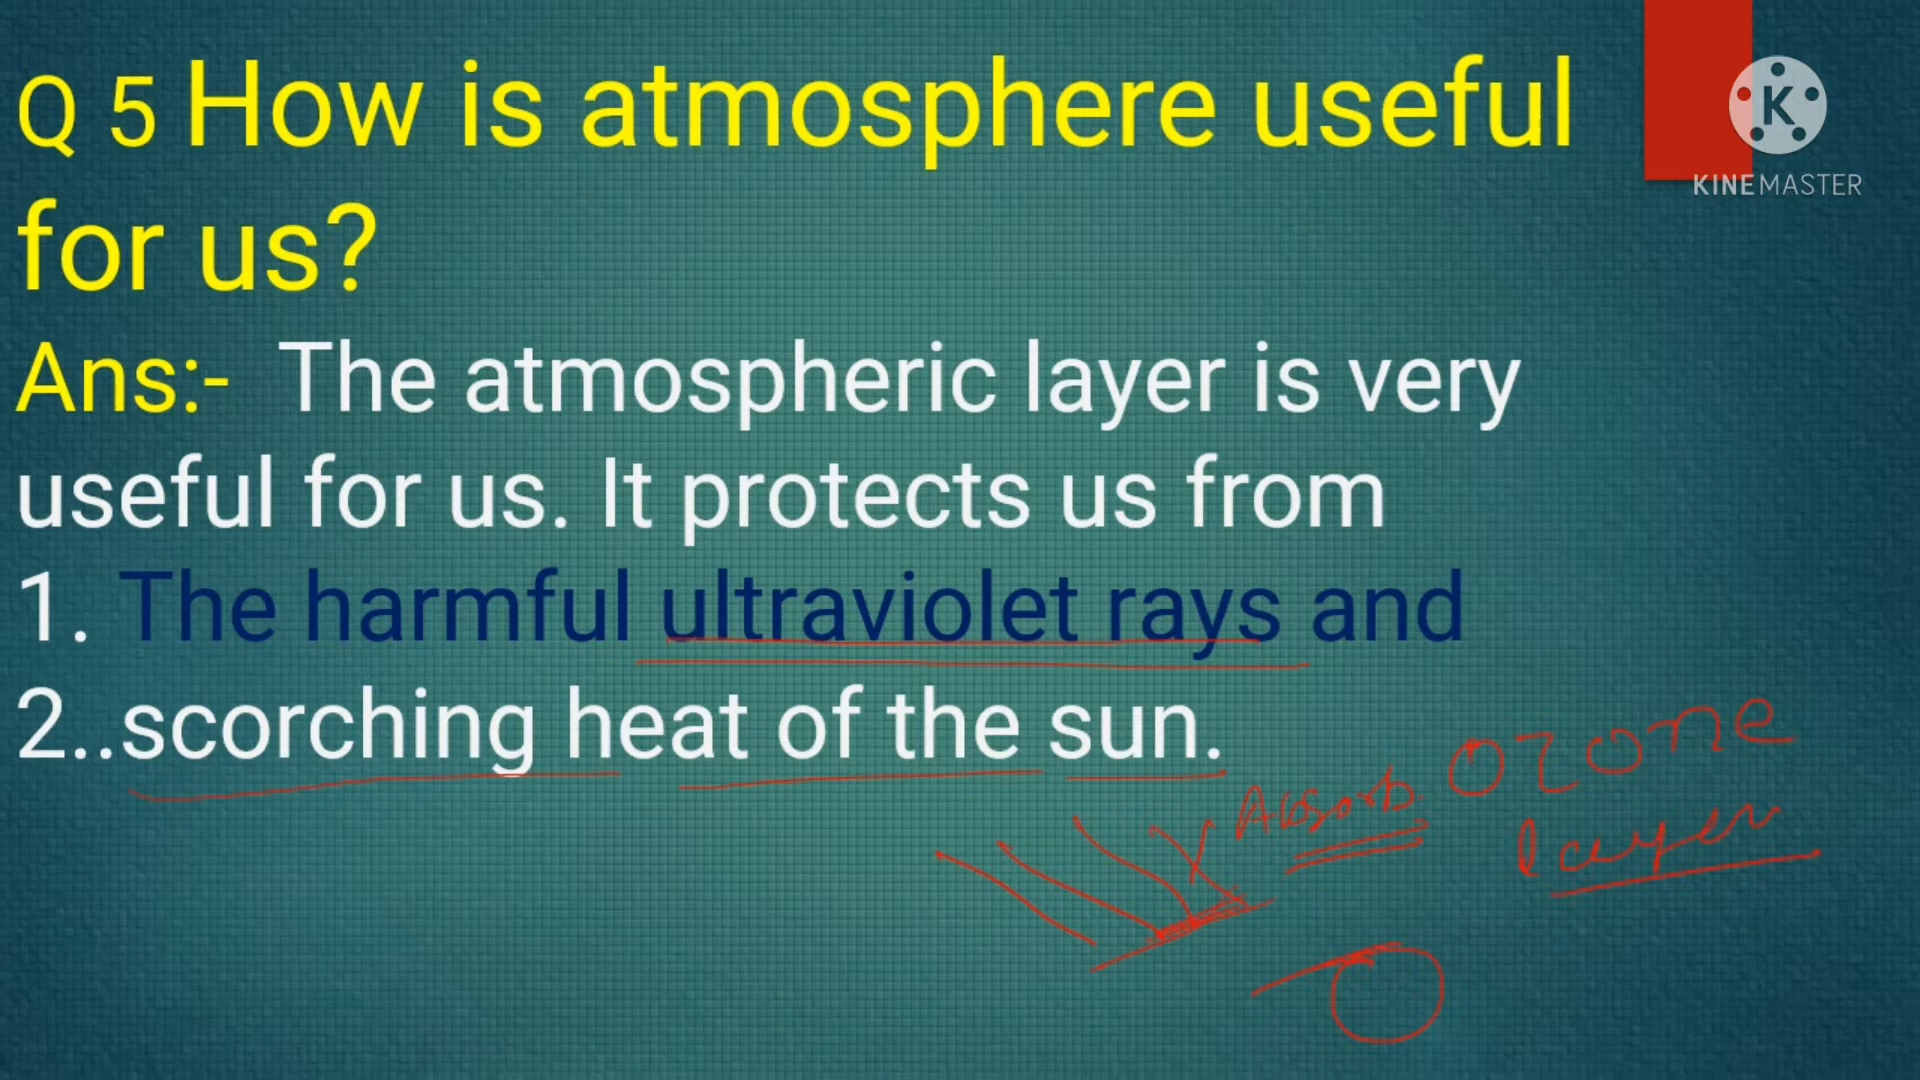 Q 5 How is atmosphere useful
for us?
Ans:- The atmospheric layer is very
useful for us. It protects us from
1. The harmful ultraviolet rays and
2..scorching heat of the sun.
Absorb. ozone
layer
K
KINEMASTER